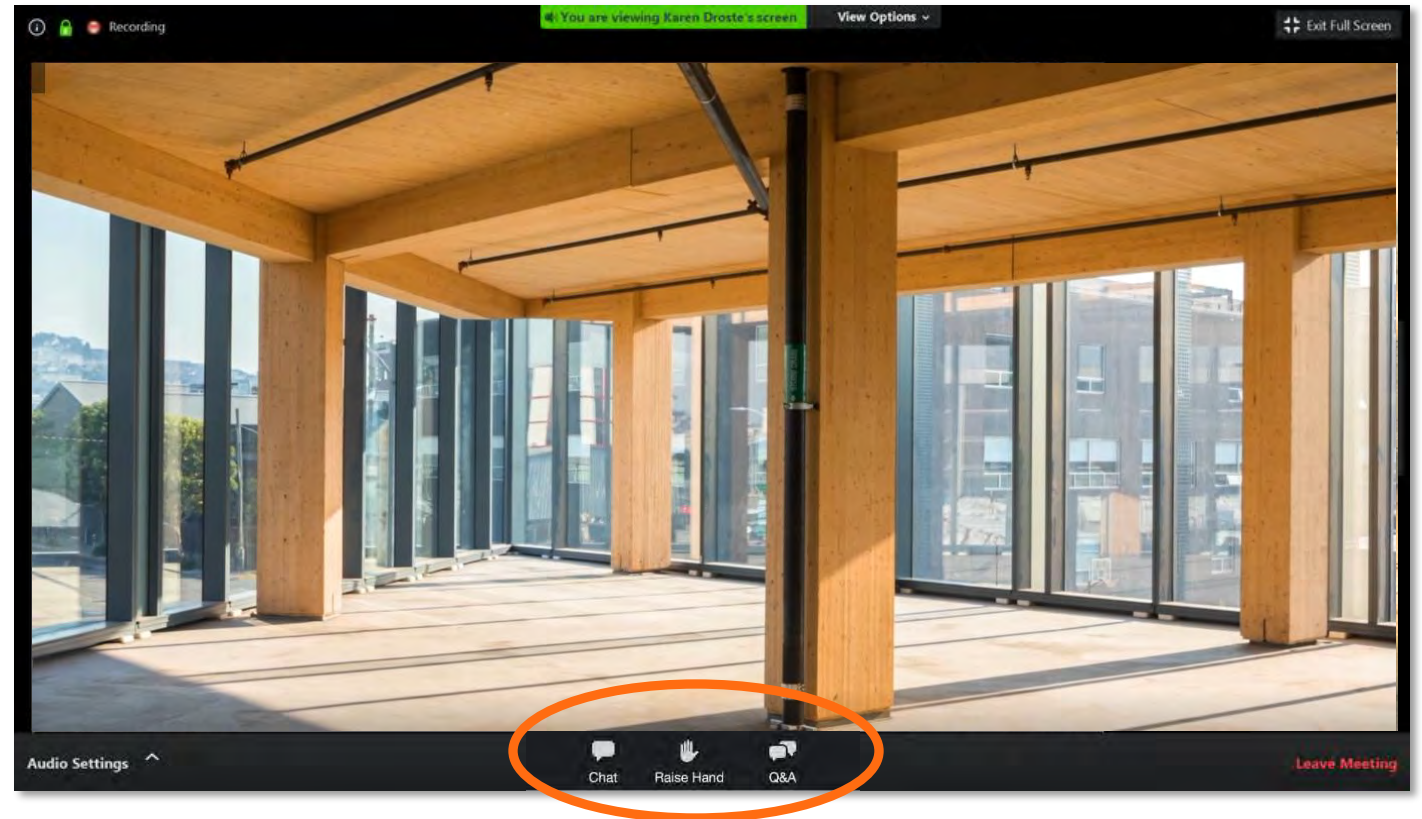 Recording
You are viewing Karen Droste's screen
View Options
Exit Full Screen
Audio Settings
Chat
Raise Hand
Q&A
Leave Meeting